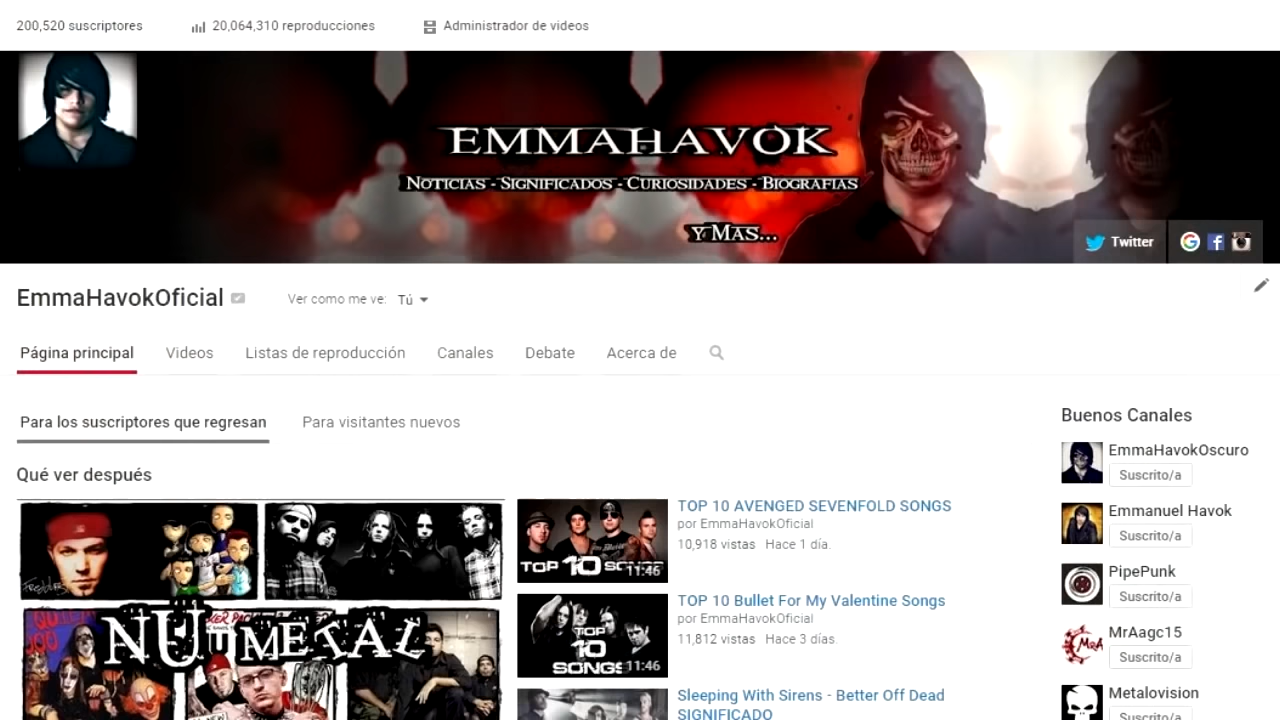 200,520 suscriptores
20,064,310 reproducciones
Administrador de videos
EMMAHAVOK
NOTICIAS - SIGNIFICADOS - CURIOSIDADES - BIOGRAFIAS
Y MAS...
Twitter
EmmaHavokOficial
Ver como me ve: Tú
Página principal
Videos
Listas de reproducción
Canales
Debate
Acerca de
Para los suscriptores que regresan
Para visitantes nuevos
Qué ver después
NU METAL
TOP 10 SONGS
11:46
TOP 10 AVENGED SEVENFOLD SONGS
por EmmaHavokOficial
10,918 vistas Hace 1 día.
TOP
10
SONGS
11:46
TOP 10 Bullet For My Valentine Songs
por EmmaHavokOficial
11,812 vistas Hace 3 días.
Sleeping With Sirens - Better Off Dead
SIGNIFICADO
Buenos Canales
EmmaHavokOscuro
Suscrito/a
Emmanuel Havok
Suscrito/a
PipePunk
Suscrito/a
MrAagc15
Suscrito/a
Metalovision
Suscrito/a